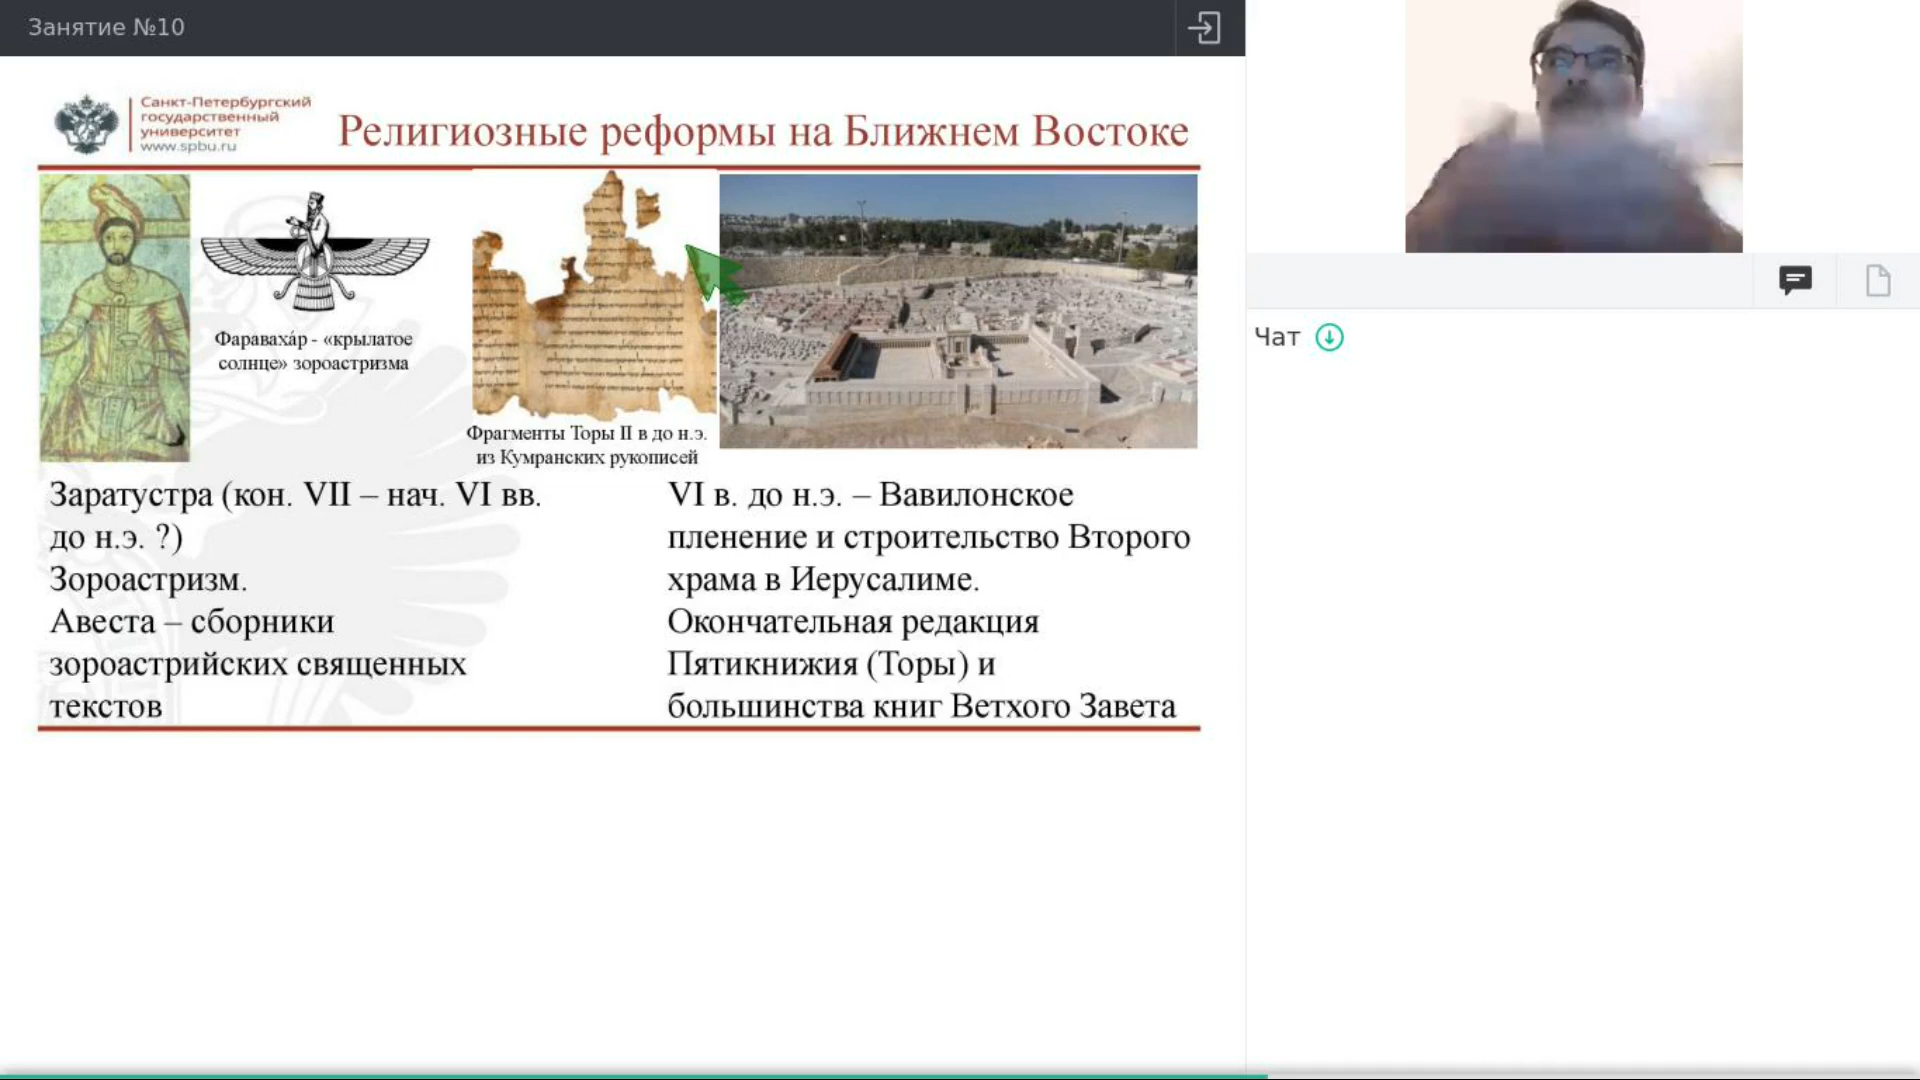 Занятие №10
Санкт-Петербургский
государственный
университет
www.spbu.ru
Религиозные реформы на Ближнем Востоке
Фаравахáр - «крылатое
солнце» зороастризма
Фрагменты Торы II в до н.э.
из Кумранских рукописей
Заратустра (кон. VII – нач. VI вв.
до н.э. ?)
Зороастризм.
Авеста – сборники
зороастрийских священных
текстов
VI в. до н.э. – Вавилонское
пленение и строительство Второго
храма в Иерусалиме.
Окончательная редакция
Пятикнижия (Торы) и
большинства книг Ветхого Завета
Чат